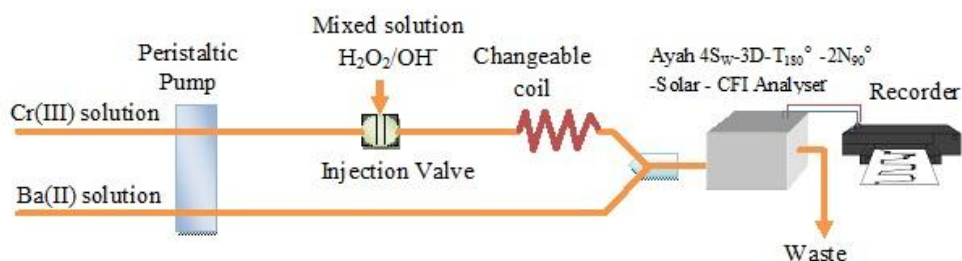 Mixed solution
H₂O₂/OH⁻
Peristaltic
Pump
Changeable
coil
Ayah 4Sw-3D-T₁₈₀° -2N₉₀°
-Solar - CFI Analyser
Recorder
Cr(III) solution
Injection Valve
Ba(II) solution
Waste